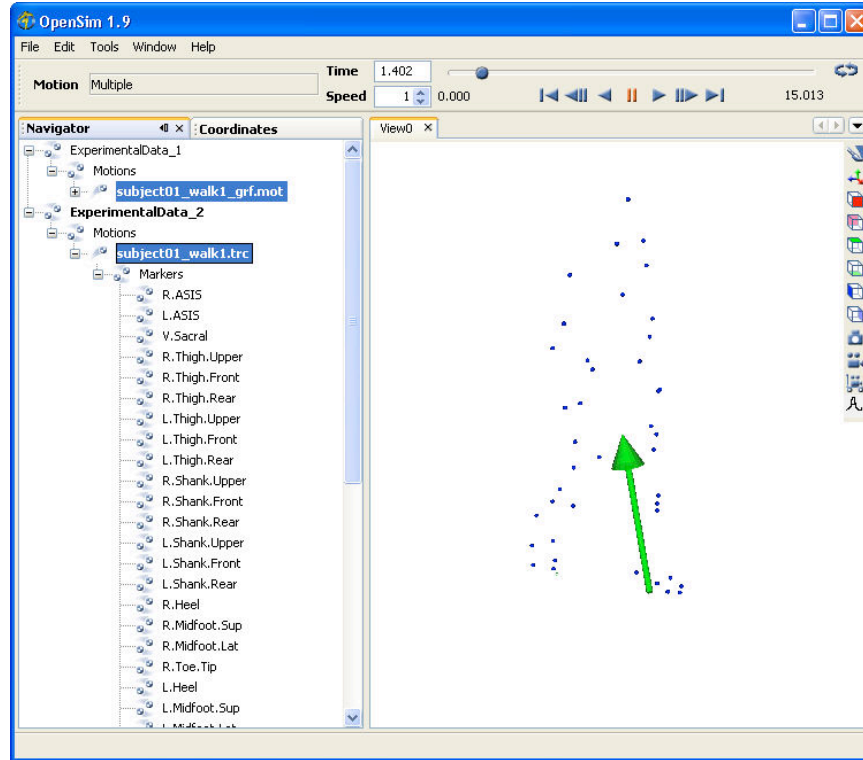 OpenSim 1.9
File Edit Tools Window Help
Motion Multiple
Time 1.402
Speed 1 0.000 15.013
Navigator Coordinates View0
ExperimentalData_1
Motions
subject01_walk1_grf.mot
ExperimentalData_2
Motions
subject01_walk1.trc
Markers
R.ASIS
L.ASIS
V.Sacral
R.Thigh.Upper
R.Thigh.Front
R.Thigh.Rear
L.Thigh.Upper
L.Thigh.Front
L.Thigh.Rear
R.Shank.Upper
R.Shank.Front
R.Shank.Rear
L.Shank.Upper
L.Shank.Front
L.Shank.Rear
R.Heel
R.Midfoot.Sup
R.Midfoot.Lat
R.Toe.Tip
L.Heel
L.Midfoot.Sup
L.Midfoot.Lat